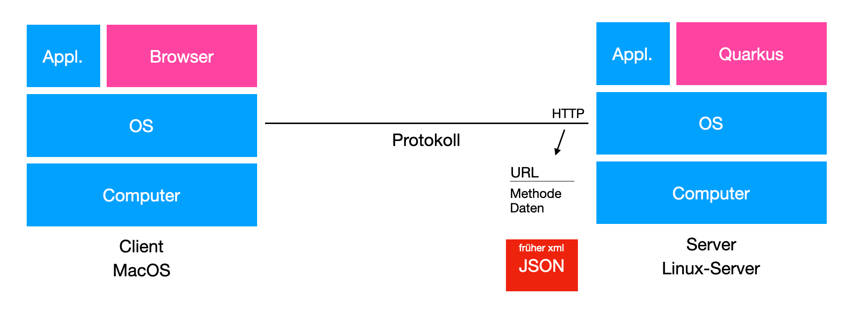 Appl.
Browser
OS
Computer
Client
MacOS
Protokoll
HTTP
URL
Methode
Daten
früher xml
JSON
Appl.
Quarkus
OS
Computer
Server
Linux-Server